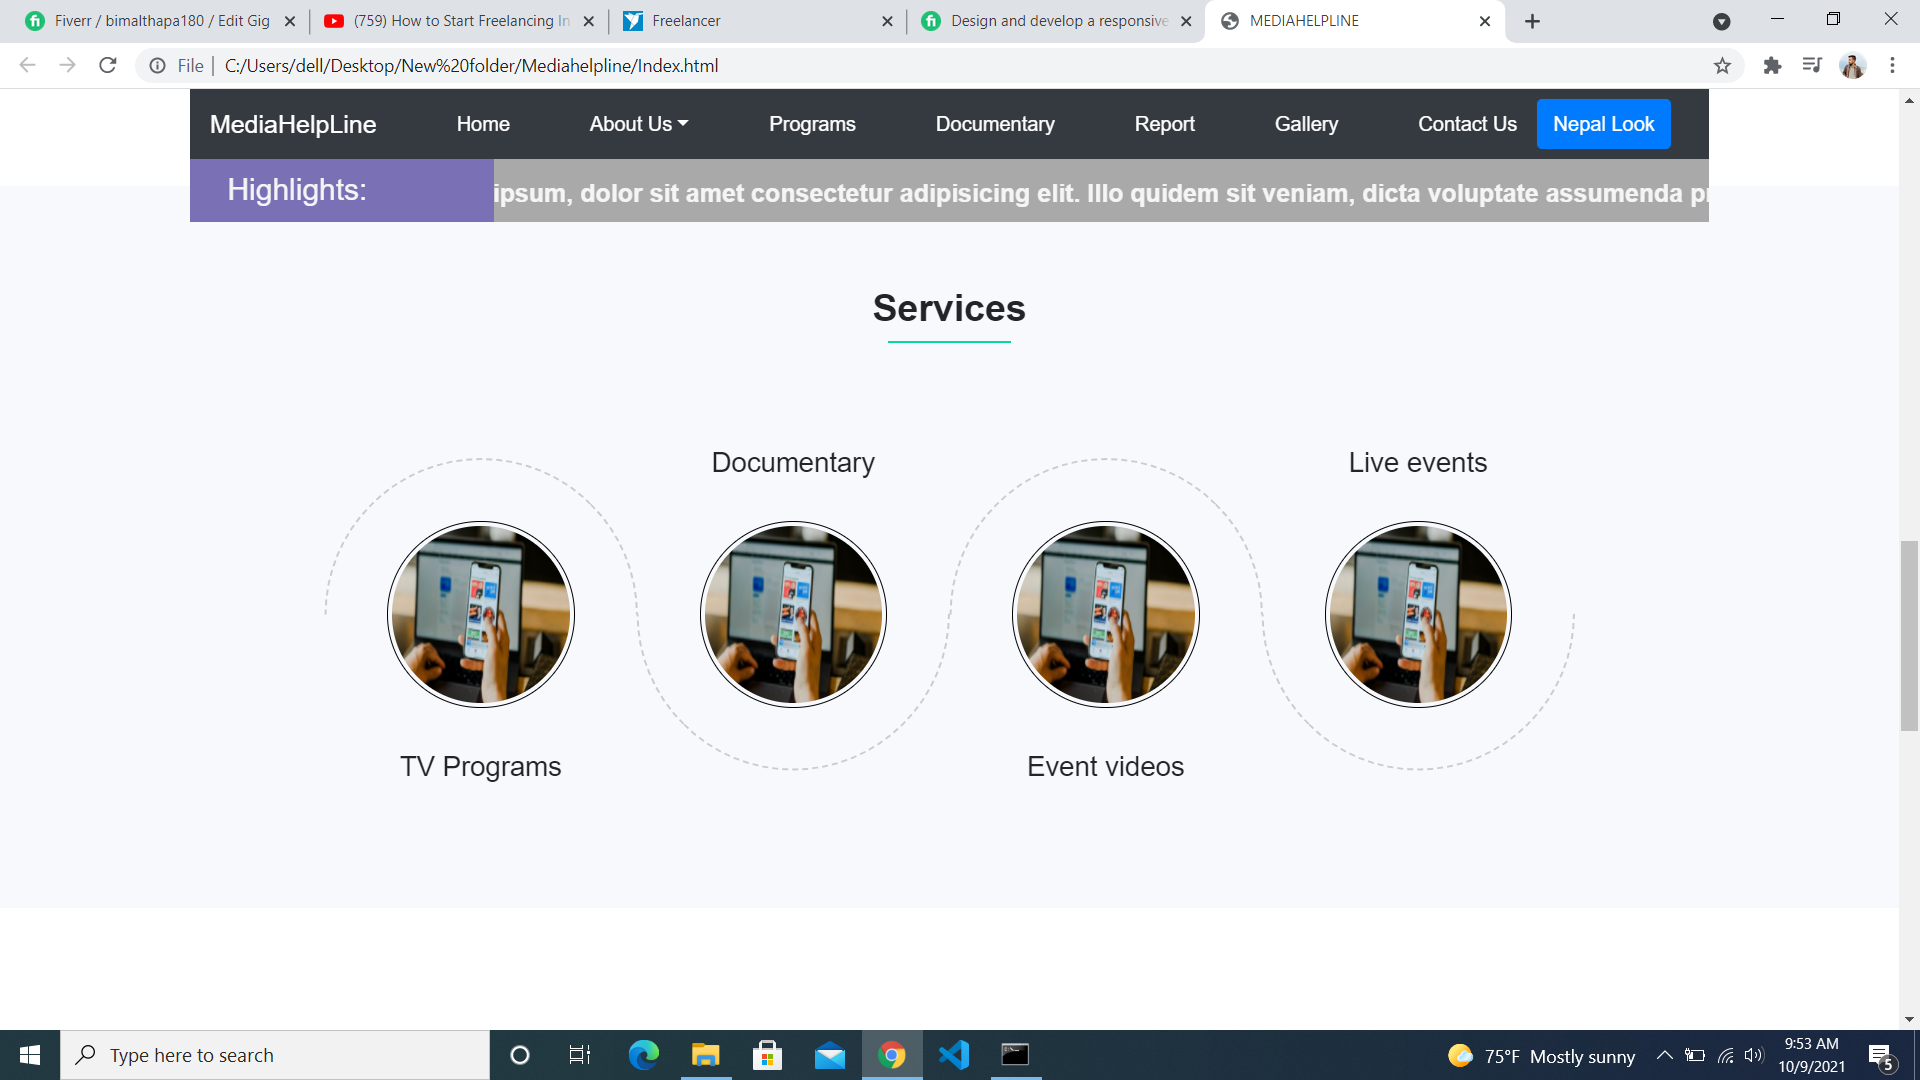 Fiverr / bimalthapa180 / Edit Gig
(759) How to Start Freelancing In
Freelancer
Design and develop a responsive
MEDIAHELPLINE
File | C:/Users/dell/Desktop/New%20folder/Mediahelpline/Index.html
MediaHelpLine Home About Us Programs Documentary Report Gallery Contact Us Nepal Look
Highlights: ipsum, dolor sit amet consectetur adipisicing elit. Illo quidem sit veniam, dicta voluptate assumenda pr
Services
Documentary
Live events
TV Programs
Event videos
Type here to search
75°F Mostly sunny
9:53 AM
10/9/2021
5